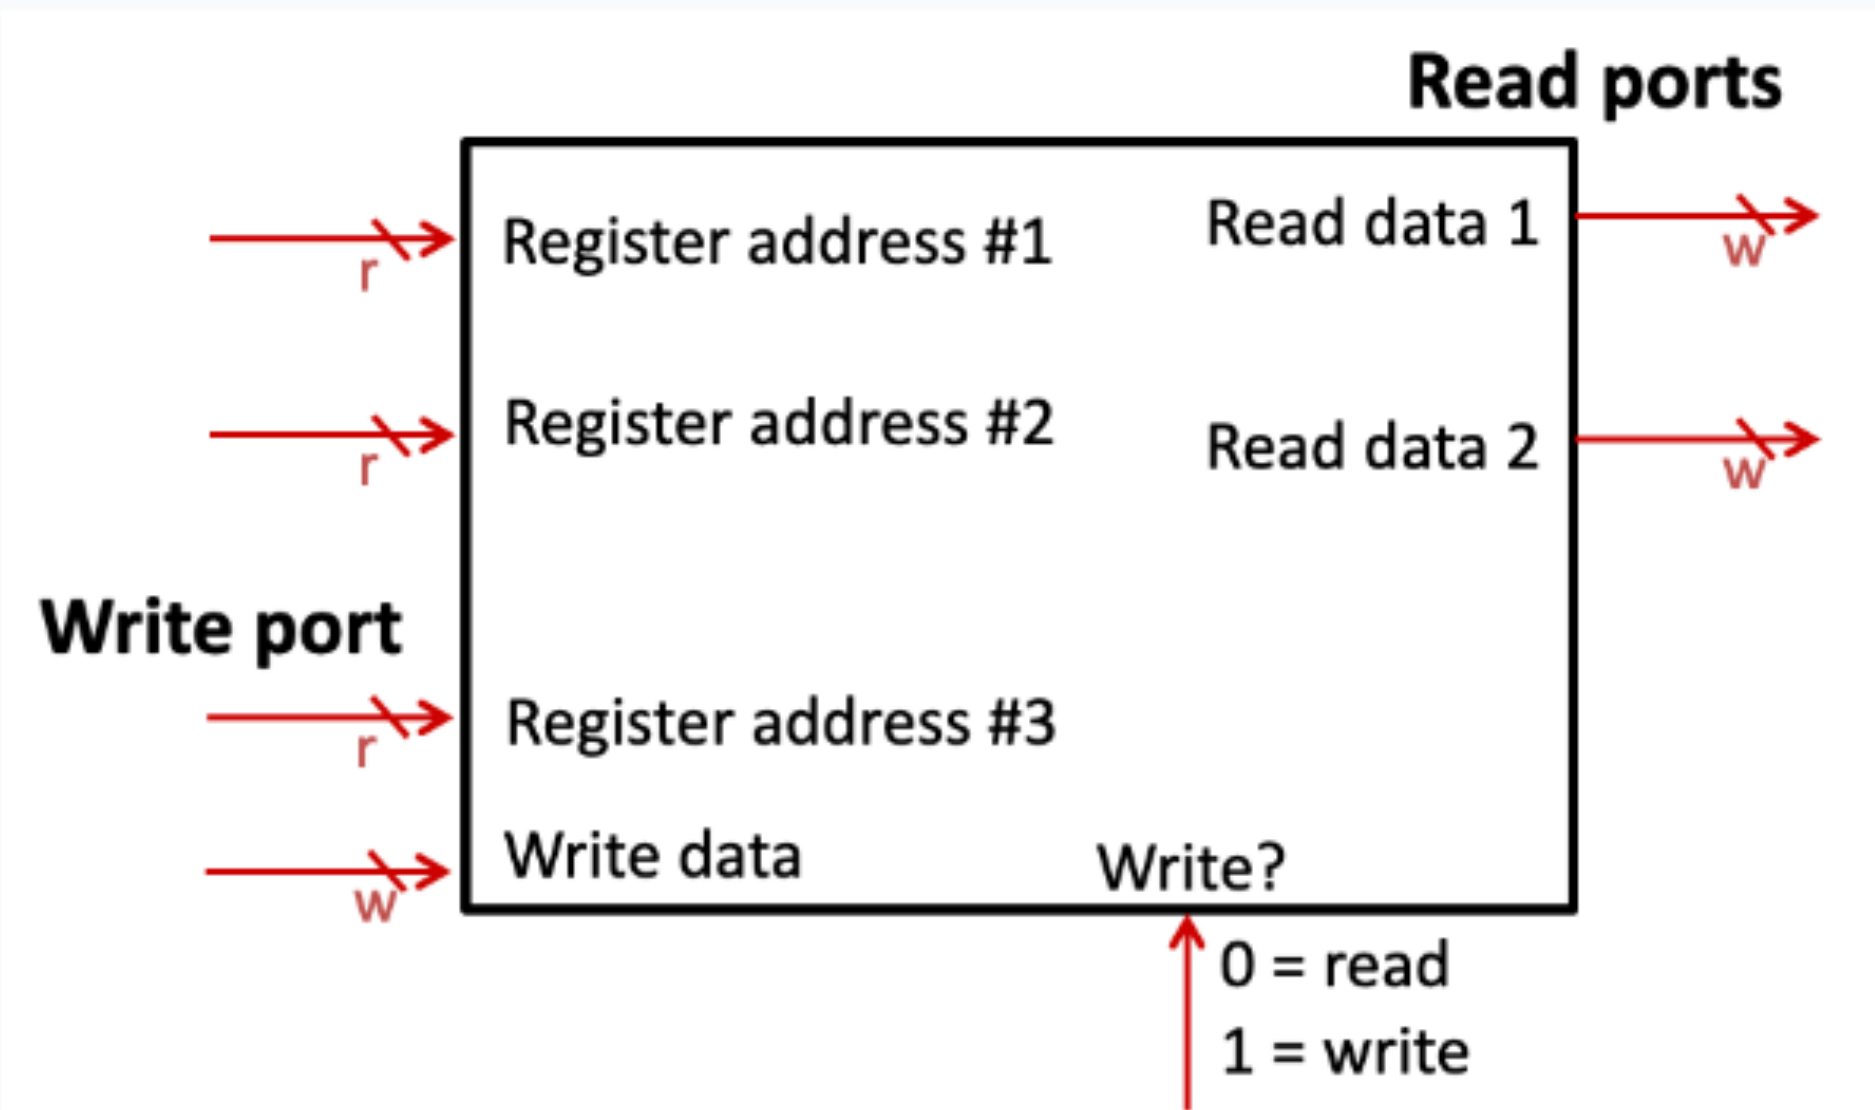 Read ports
Register address #1
Read data 1
r
w
Register address #2
Read data 2
r
w
Write port
Register address #3
r
Write data
Write?
w
0 = read
1 = write